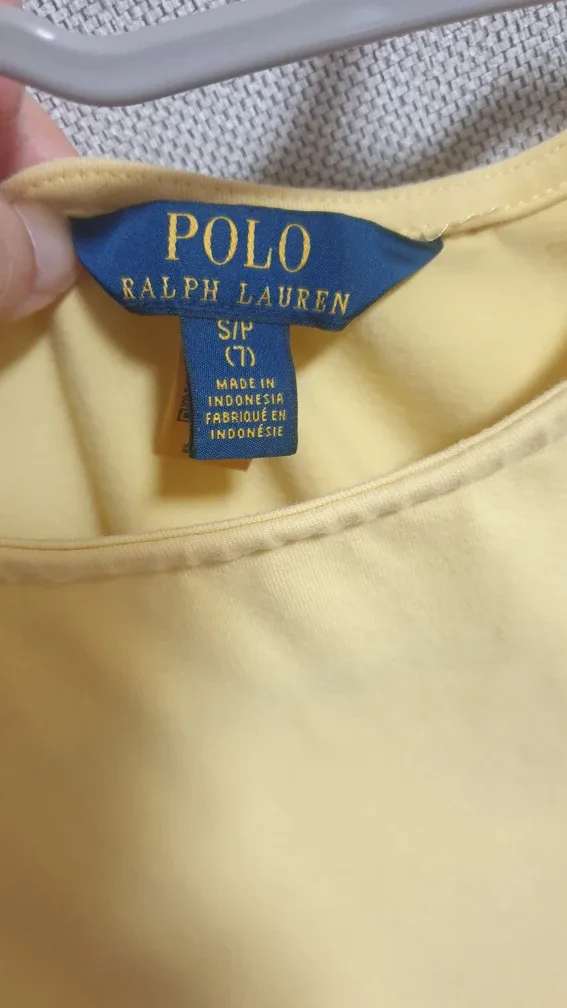 POLO
RALPH LAUREN
S/P
(7)
MADE IN
INDONESIA
FABRIQUÉ EN
INDONÉSIE